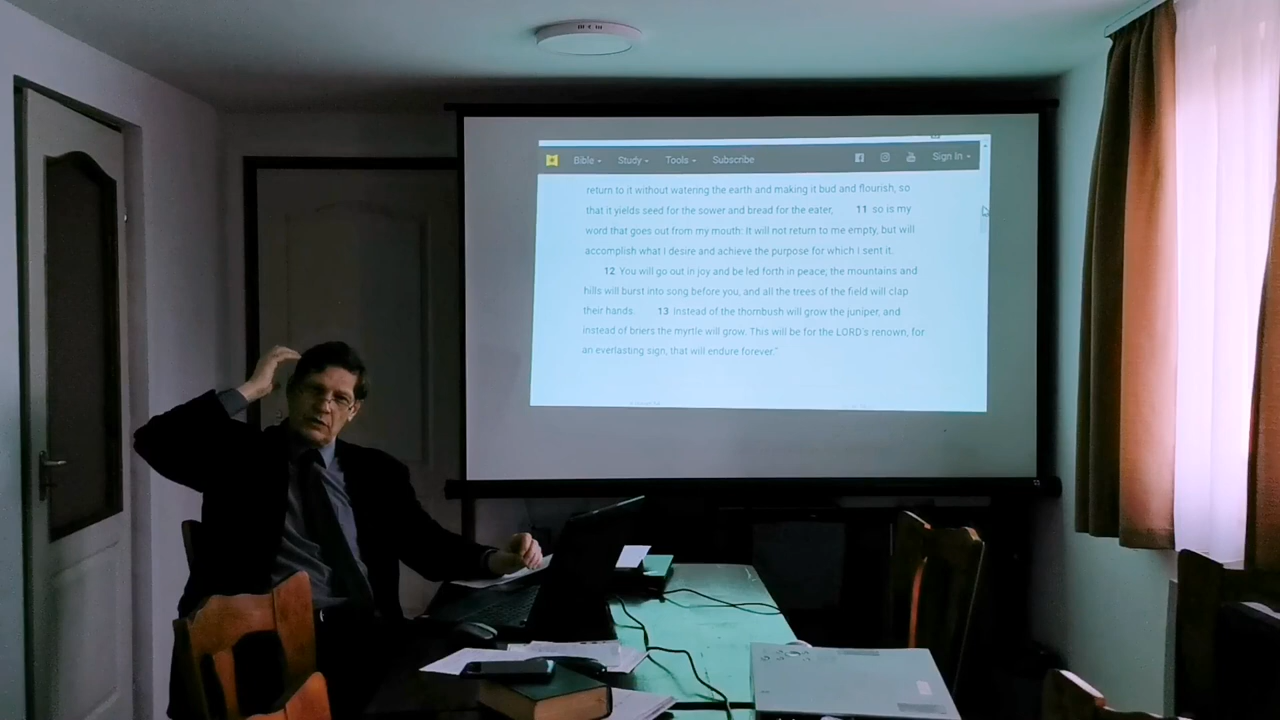 Bible Study Tools Subscribe Sign In
return to it without watering the earth and making it bud and flourish, so
that it yields seed for the sower and bread for the eater, 11 so is my
word that goes out from my mouth: It will not return to me empty, but will
accomplish what I desire and achieve the purpose for which I sent it.
12 You will go out in joy and be led forth in peace; the mountains and
hills will burst into song before you, and all the trees of the field will clap
their hands. 13 Instead of the thornbush will grow the juniper, and
instead of briers the myrtle will grow. This will be for the LORD's renown, for
an everlasting sign, that will endure forever."